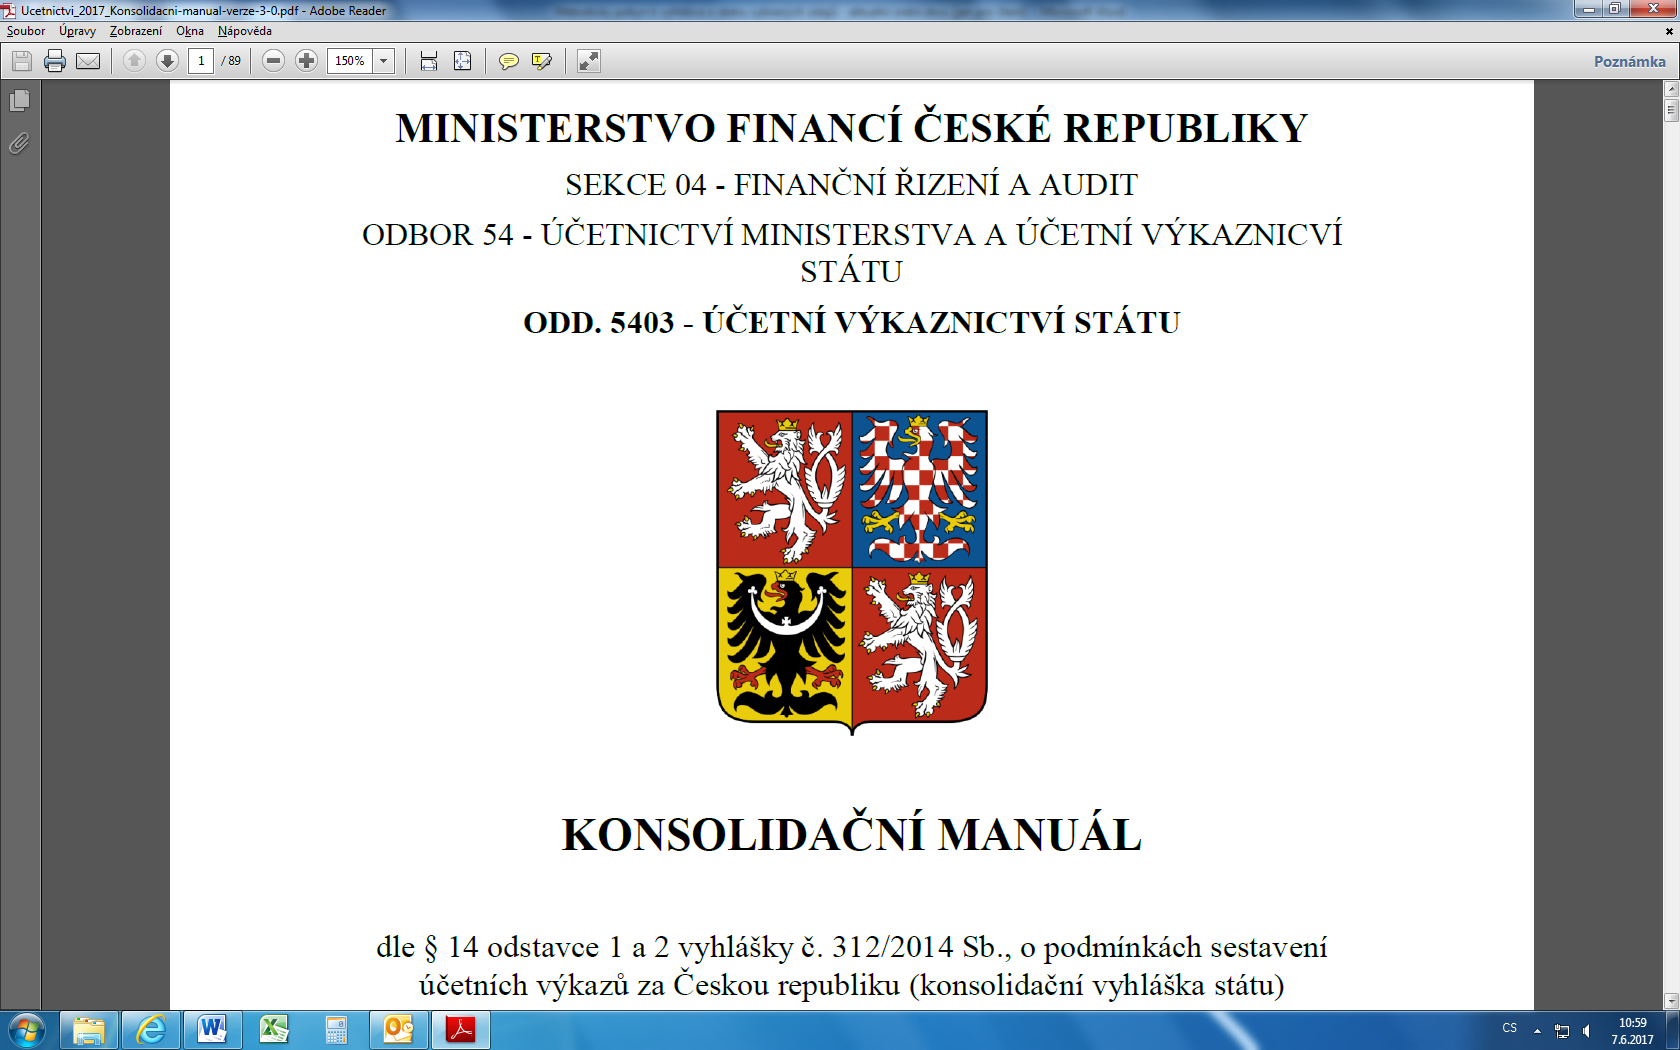 Ucetnictvi_2017_Konsolidacni-manual-verze-3-0.pdf - Adobe Reader
Soubor Úpravy Zobrazení Okna Nápověda
1 / 89 150% Poznámka
MINISTERSTVO FINANCÍ ČESKÉ REPUBLIKY
SEKCE 04 - FINANČNÍ ŘIZENÍ A AUDIT
ODBOR 54 - ÚČETNICTVÍ MINISTERSTVA A ÚČETNÍ VÝKAZNICVÍ
STÁTU
ODD. 5403 - ÚČETNÍ VÝKAZNICTVÍ STÁTU
KONSOLIDAČNÍ MANUÁL
dle § 14 odstavce 1 a 2 vyhlášky č. 312/2014 Sb., o podmínkách sestavení
účetních výkazů za Českou republiku (konsolidační vyhláška státu)
CS 10:59
7.6.2017